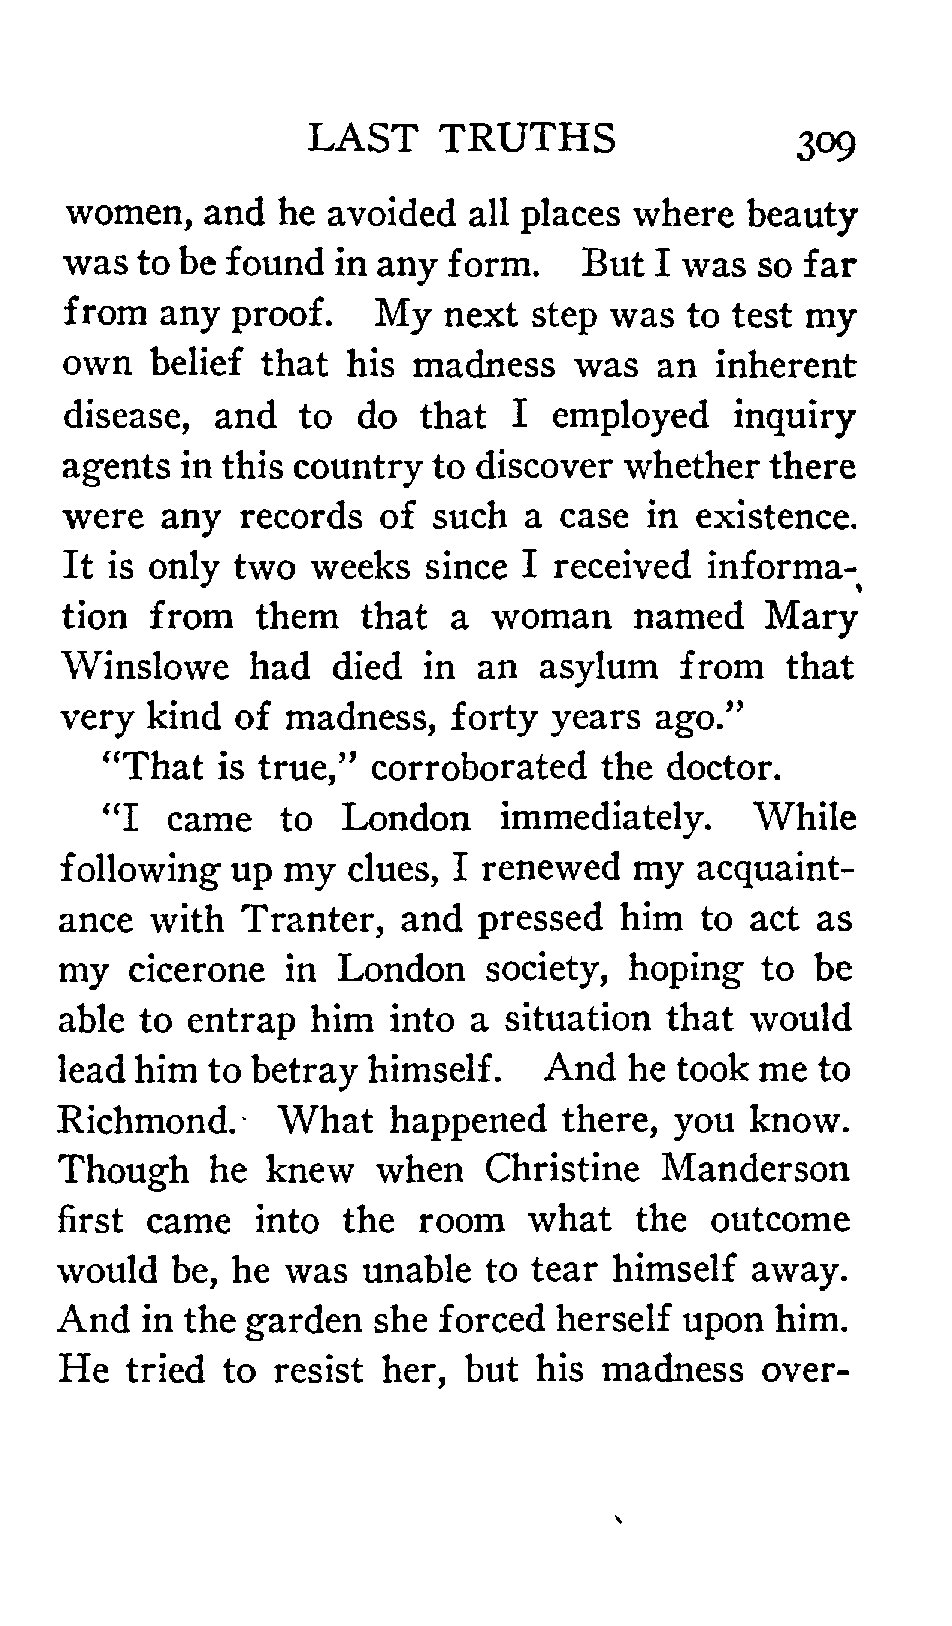 LAST TRUTHS 309
women, and he avoided all places where beauty
was to be found in any form. But I was so far
from any proof. My next step was to test my
own belief that his madness was an inherent
disease, and to do that I employed inquiry
agents in this country to discover whether there
were any records of such a case in existence.
It is only two weeks since I received informa-
tion from them that a woman named Mary
Winslowe had died in an asylum from that
very kind of madness, forty years ago."
"That is true," corroborated the doctor.
"I came to London immediately. While
following up my clues, I renewed my acquaint-
ance with Tranter, and pressed him to act as
my cicerone in London society, hoping to be
able to entrap him into a situation that would
lead him to betray himself. And he took me to
Richmond. What happened there, you know.
Though he knew when Christine Manderson
first came into the room what the outcome
would be, he was unable to tear himself away.
And in the garden she forced herself upon him.
He tried to resist her, but his madness over-